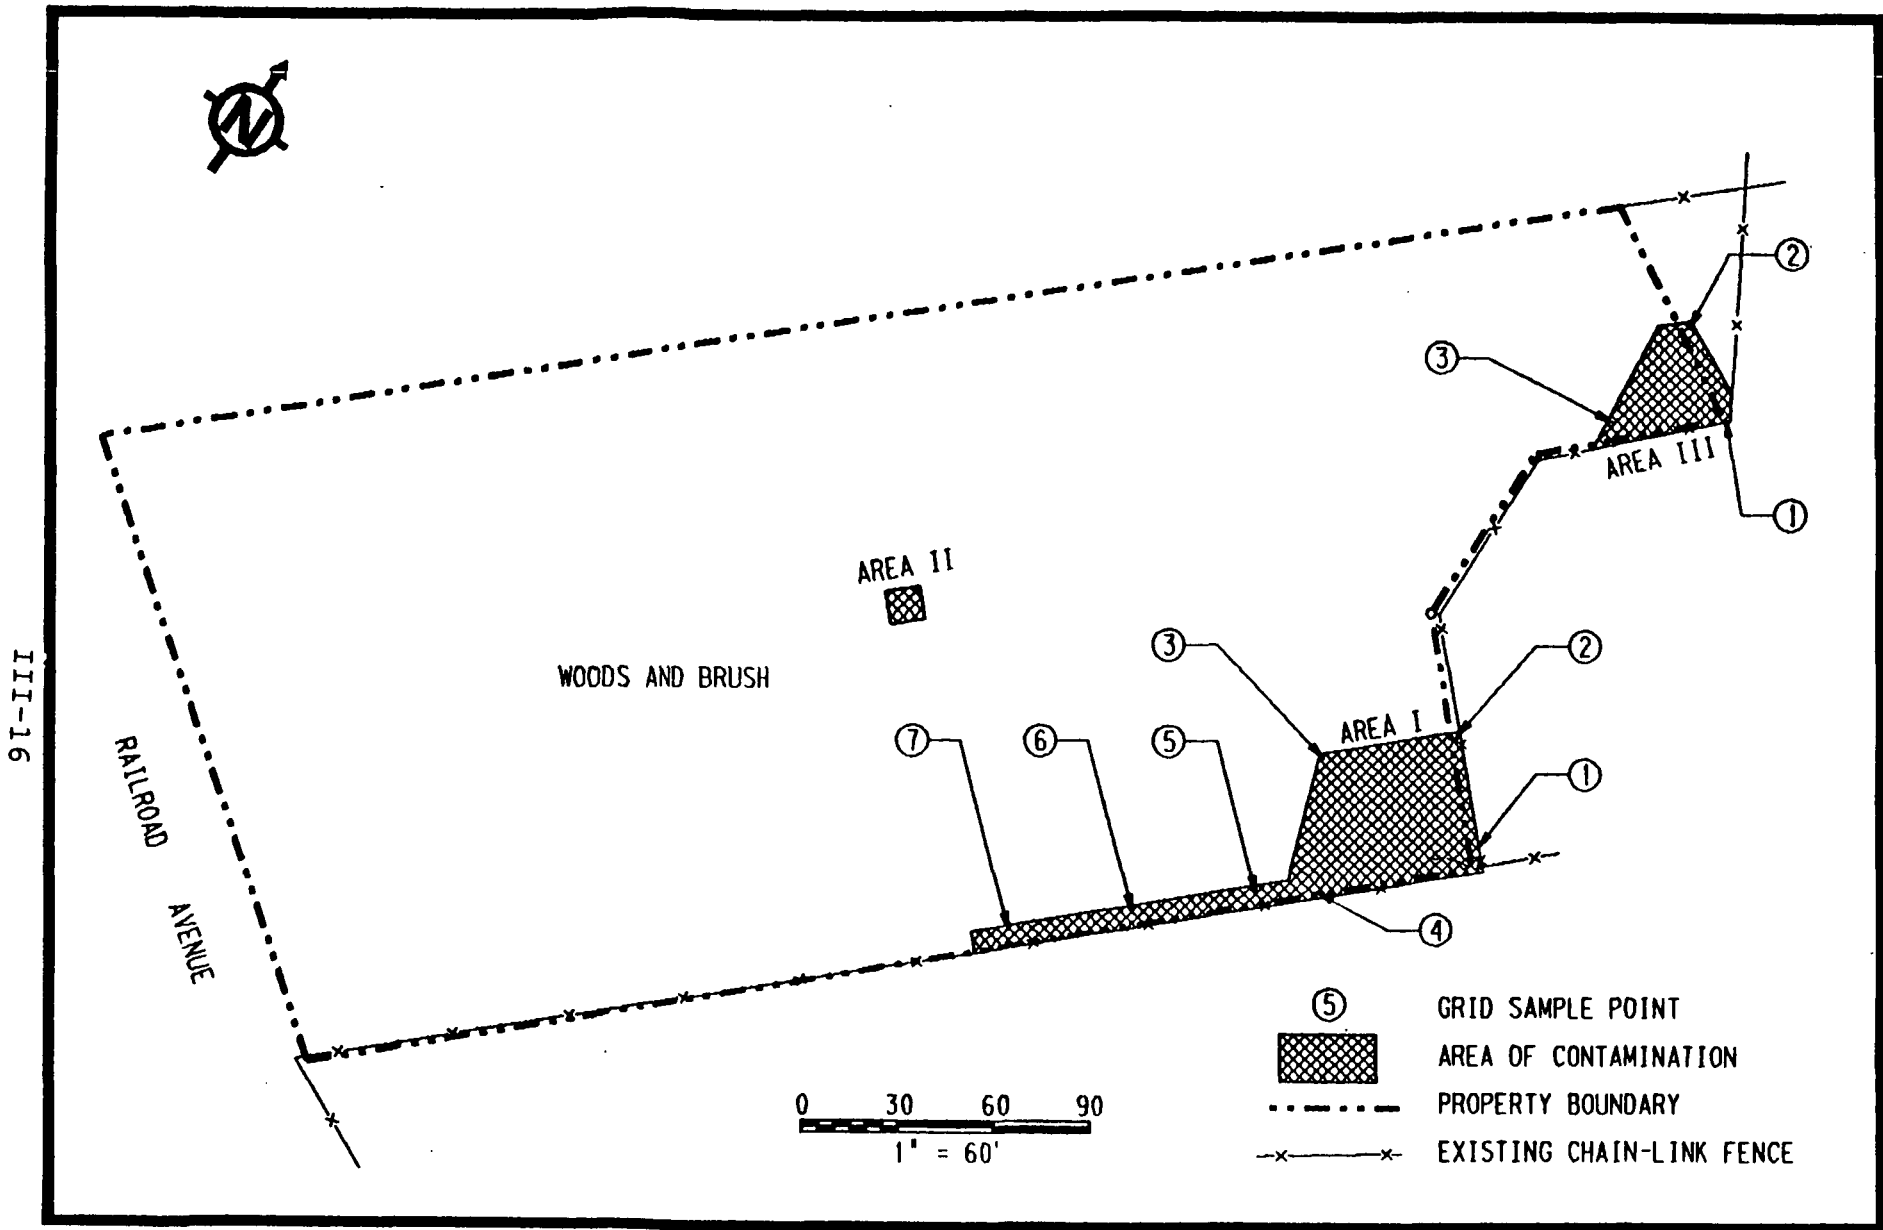 N
②
③
AREA III
①
AREA II
WOODS AND BRUSH
③
②
AREA I
⑦
⑥
⑤
①
④
RAILROAD AVENUE
III-16
⑤ GRID SAMPLE POINT
AREA OF CONTAMINATION
PROPERTY BOUNDARY
EXISTING CHAIN-LINK FENCE
0 30 60 90
1" = 60'